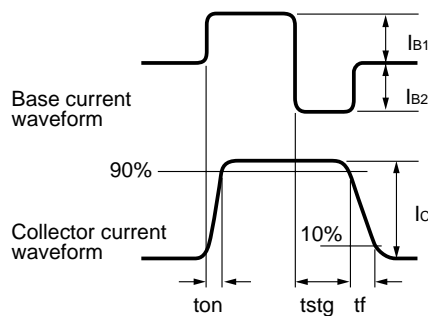 IB1
IB2
Base current
waveform
90%
Collector current
waveform
10%
IC
ton
tstg
tf